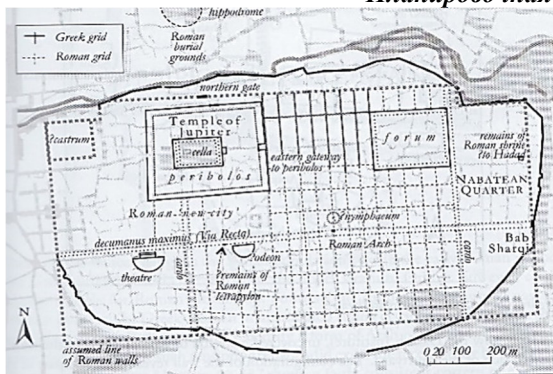 hippodrome
Greek grid
Roman grid
Roman
burial
grounds
northern gate
?castrum
Temple of
Jupiter
cella
peribolos
eastern gateway
to peribolos
forum
remains of
Roman shrine
(to Hadad)
NABATEAN
QUARTER
Roman new city
nymphaeum
decumanus maximus (Via Recta)
Roman Arch
Bab
Sharqi
theatre
cardo
odeon
cardo
remains of
Roman
Tetrapylon
N
assumed line
of Roman walls
0 20 100 200 m